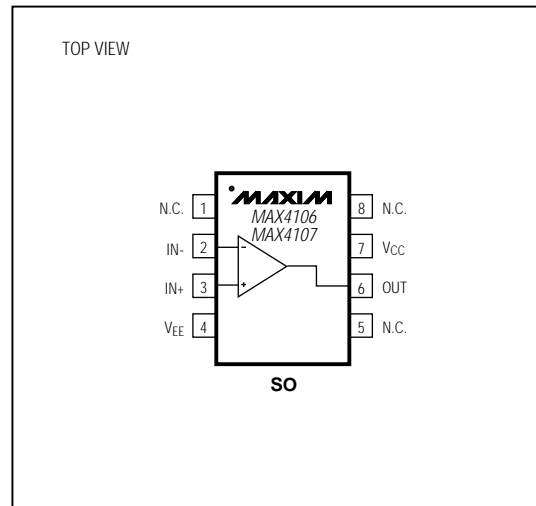 TOP VIEW
MAXIM
MAX4106
MAX4107
N.C. 1
IN- 2
IN+ 3
VEE 4
8 N.C.
7 VCC
6 OUT
5 N.C.
-
+
SO